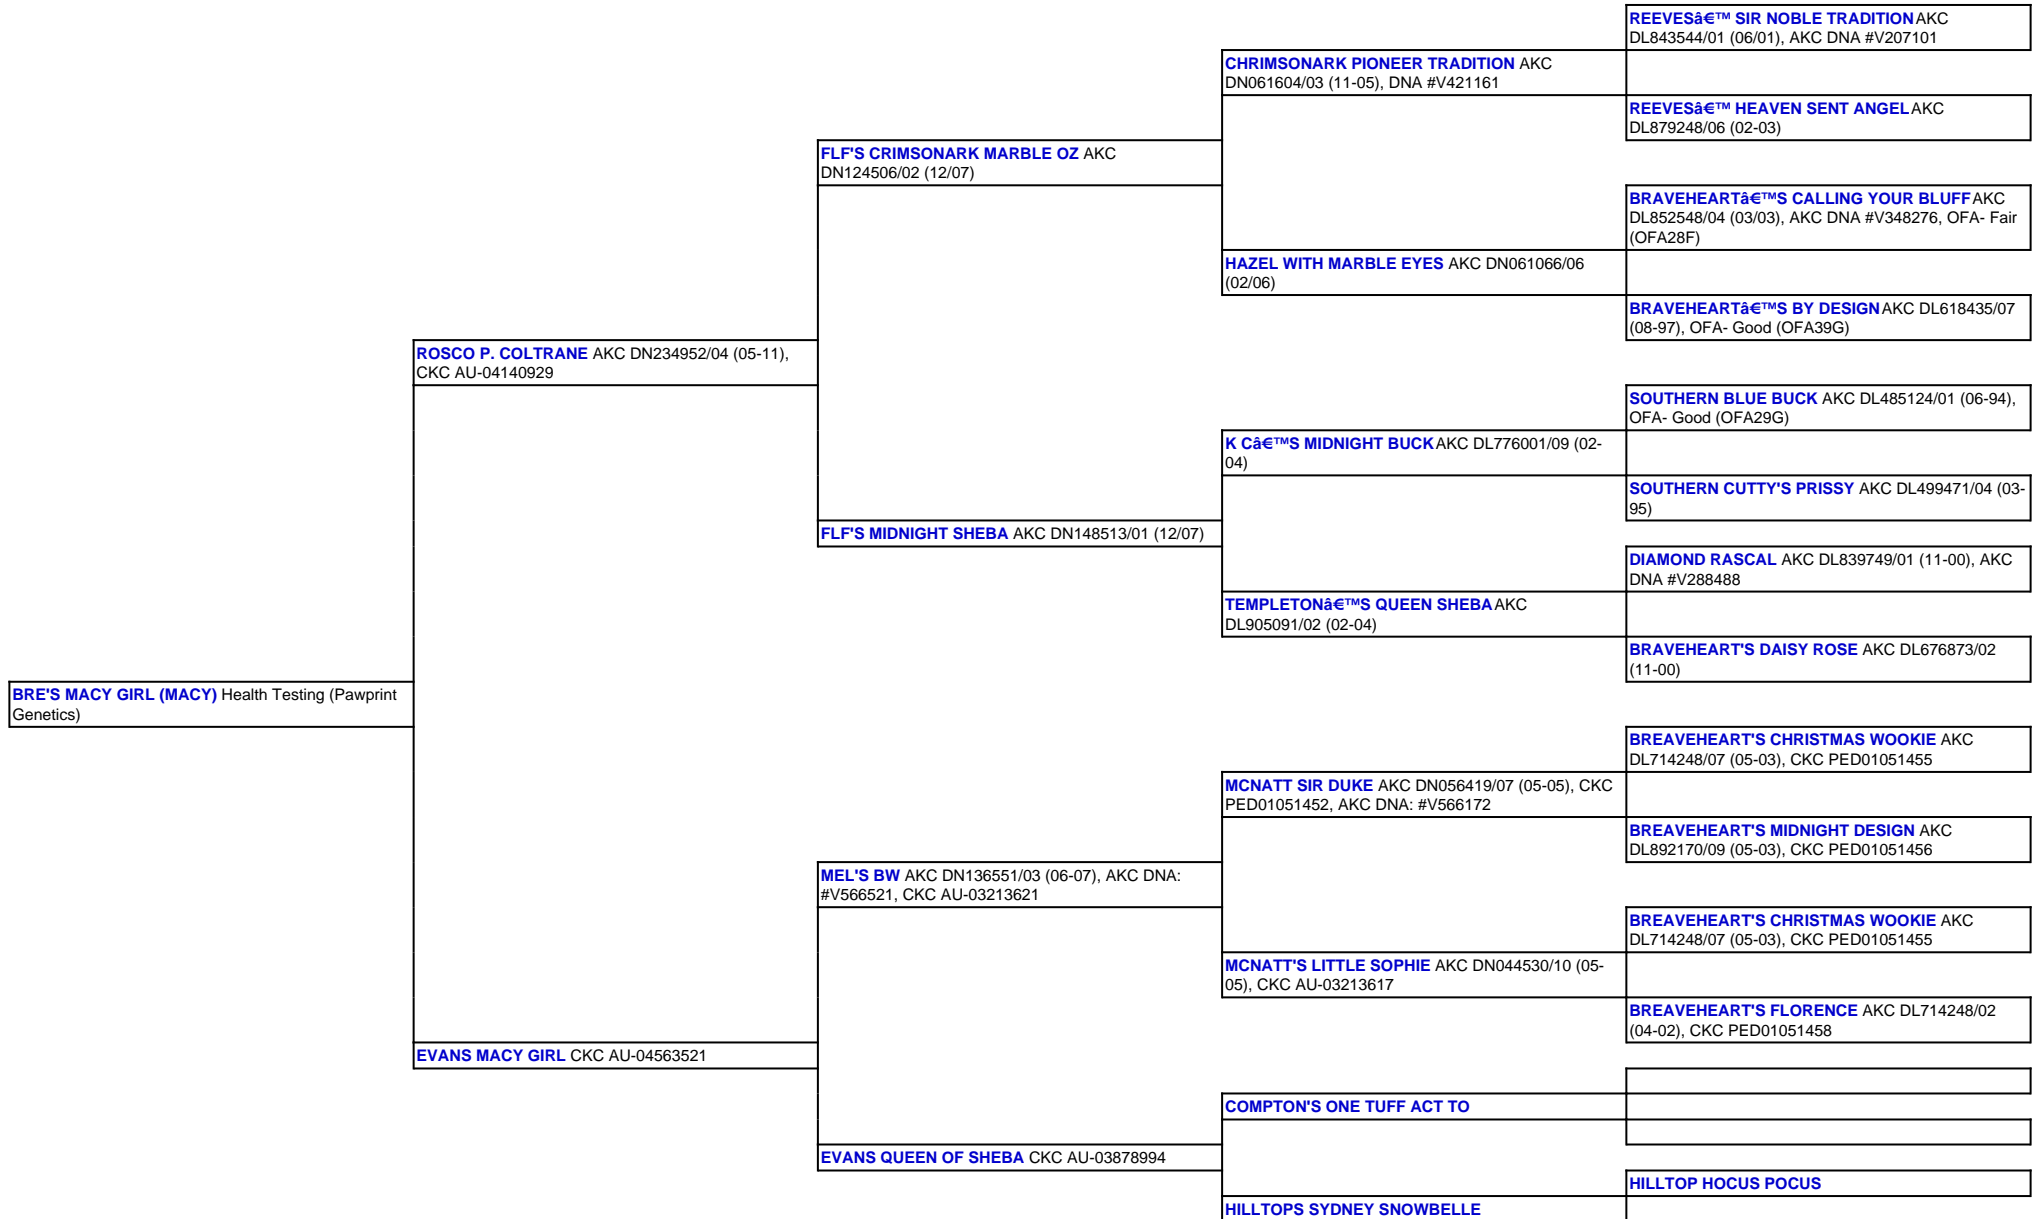 REEVESâ€™ SIR NOBLE TRADITION AKC
DL843544/01 (06/01), AKC DNA #V207101
CHRIMSONARK PIONEER TRADITION AKC
DN061604/03 (11-05), DNA #V421161
REEVESâ€™ HEAVEN SENT ANGEL AKC
DL879248/06 (02-03)
FLF'S CRIMSONARK MARBLE OZ AKC
DN124506/02 (12/07)
BRAVEHEARTâ€™S CALLING YOUR BLUFF AKC
DL852548/04 (03/03), AKC DNA #V348276, OFA- Fair
(OFA28F)
HAZEL WITH MARBLE EYES AKC DN061066/06
(02/06)
BRAVEHEARTâ€™S BY DESIGN AKC DL618435/07
(08-97), OFA- Good (OFA39G)
ROSCO P. COLTRANE AKC DN234952/04 (05-11),
CKC AU-04140929
SOUTHERN BLUE BUCK AKC DL485124/01 (06-94),
OFA- Good (OFA29G)
K Câ€™S MIDNIGHT BUCK AKC DL776001/09 (02-
04)
SOUTHERN CUTTY'S PRISSY AKC DL499471/04 (03-
95)
FLF'S MIDNIGHT SHEBA AKC DN148513/01 (12/07)
DIAMOND RASCAL AKC DL839749/01 (11-00), AKC
DNA #V288488
TEMPLETONâ€™S QUEEN SHEBA AKC
DL905091/02 (02-04)
BRAVEHEART'S DAISY ROSE AKC DL676873/02
(11-00)
BRE'S MACY GIRL (MACY) Health Testing (Pawprint
Genetics)
BREAVEHEART'S CHRISTMAS WOOKIE AKC
DL714248/07 (05-03), CKC PED01051455
MCNATT SIR DUKE AKC DN056419/07 (05-05), CKC
PED01051452, AKC DNA: #V566172
BREAVEHEART'S MIDNIGHT DESIGN AKC
DL892170/09 (05-03), CKC PED01051456
MEL'S BW AKC DN136551/03 (06-07), AKC DNA:
#V566521, CKC AU-03213621
BREAVEHEART'S CHRISTMAS WOOKIE AKC
DL714248/07 (05-03), CKC PED01051455
MCNATT'S LITTLE SOPHIE AKC DN044530/10 (05-
05), CKC AU-03213617
BREAVEHEART'S FLORENCE AKC DL714248/02
(04-02), CKC PED01051458
EVANS MACY GIRL CKC AU-04563521
COMPTON'S ONE TUFF ACT TO
EVANS QUEEN OF SHEBA CKC AU-03878994
HILLTOP HOCUS POCUS
HILLTOPS SYDNEY SNOWBELLE